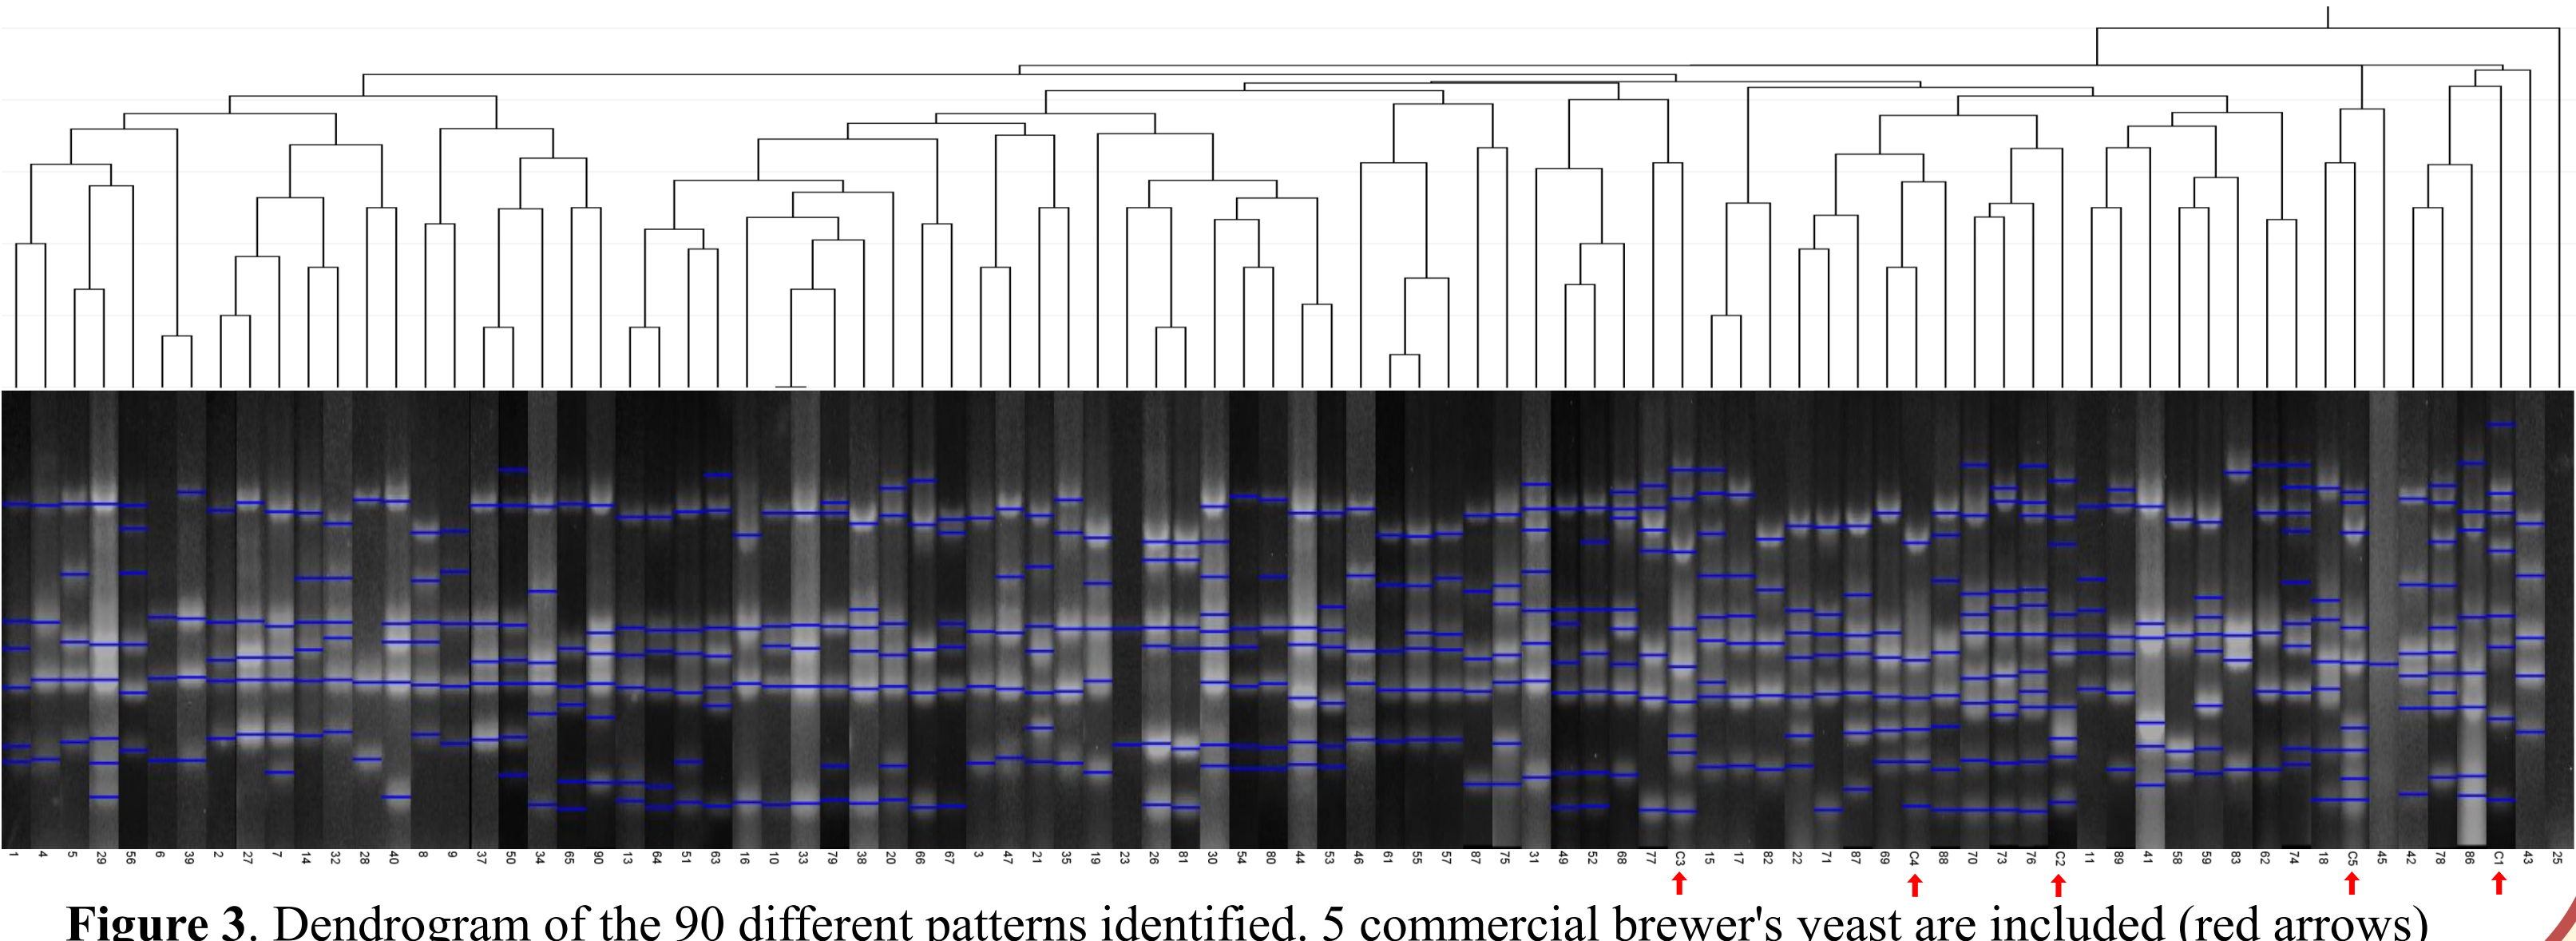 1 4 5 29 56 6 39 2 27 7 14 32 28 40 8 9 37 50 34 65 90 13 64 51 63 16 10 33 79 38 20 66 67 3 47 21 35 19 23 26 81 30 54 80 44 53 46 61 55 57 87 75 31 49 52 68 77 C3 15 17 82 22 71 87 69 C4 88 70 73 76 C2 11 89 41 58 59 83 62 74 18 C5 45 42 78 86 C1 43 25
Figure 3. Dendrogram of the 90 different patterns identified. 5 commercial brewer's yeast are included (red arrows)